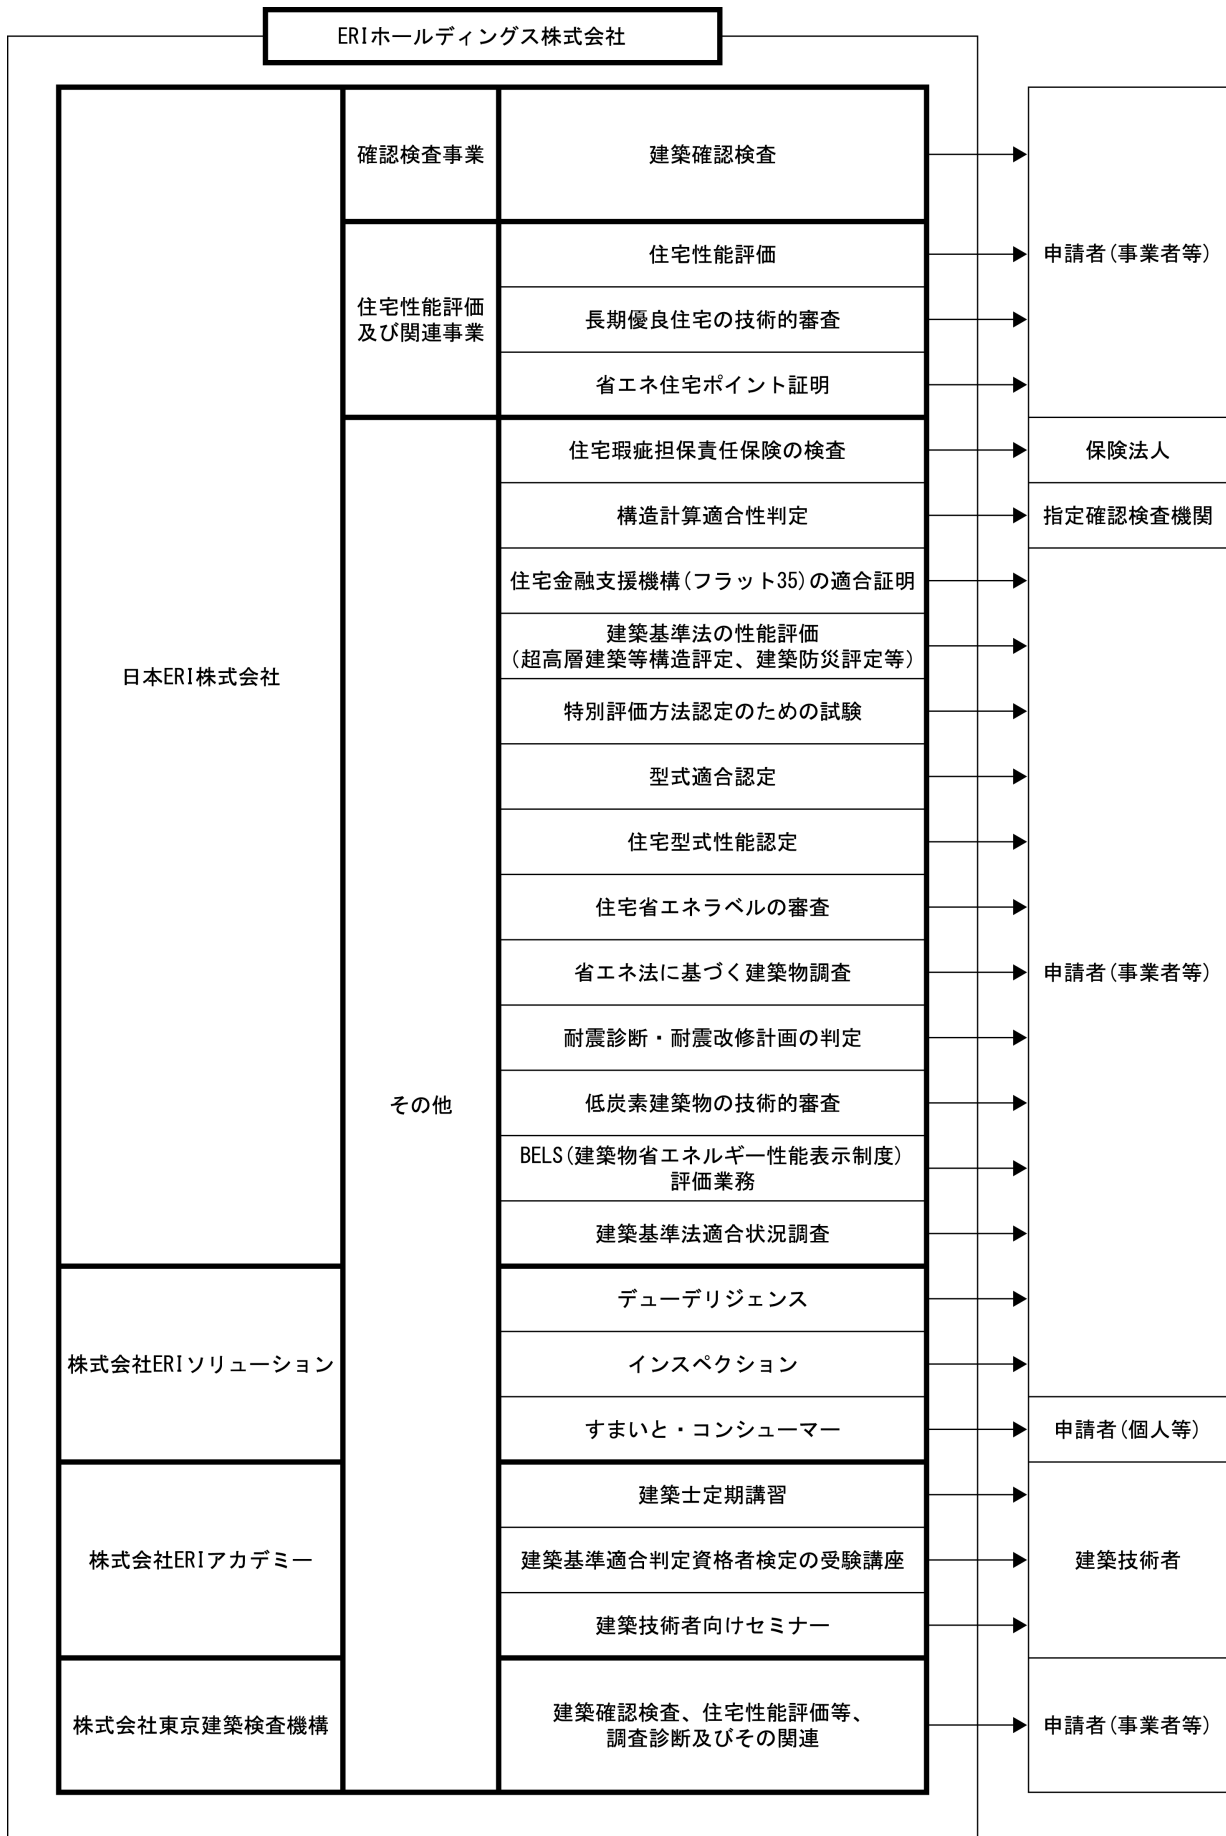 ERIホールディングス株式会社
日本ERI株式会社
確認検査事業
建築確認検査
申請者(事業者等)
住宅性能評価
及び関連事業
住宅性能評価
長期優良住宅の技術的審査
省エネ住宅ポイント証明
その他
住宅瑕疵担保責任保険の検査
保険法人
構造計算適合性判定
指定確認検査機関
住宅金融支援機構(フラット35)の適合証明
建築基準法の性能評価
(超高層建築等構造評定、建築防災評定等)
特別評価方法認定のための試験
型式適合認定
住宅型式性能認定
住宅省エネラベルの審査
省エネ法に基づく建築物調査
申請者(事業者等)
耐震診断・耐震改修計画の判定
低炭素建築物の技術的審査
BELS(建築物省エネルギー性能表示制度)
評価業務
建築基準法適合状況調査
株式会社ERIソリューション
デューデリジェンス
インスペクション
すまいと・コンシューマー
申請者(個人等)
株式会社ERIアカデミー
建築士定期講習
建築基準適合判定資格者検定の受験講座
建築技術者向けセミナー
建築技術者
株式会社東京建築検査機構
建築確認検査、住宅性能評価等、
調査診断及びその関連
申請者(事業者等)